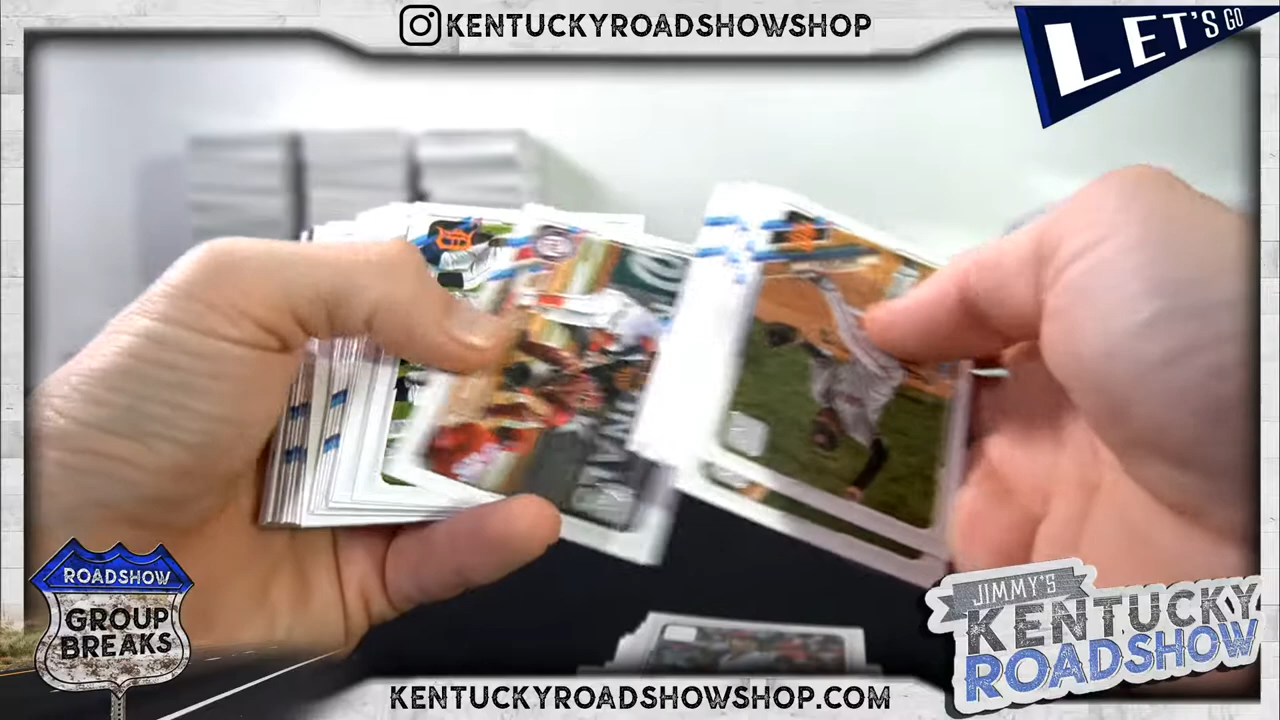 KENTUCKYROADSHOWSHOP
LET'S GO
ROADSHOW
GROUP
BREAKS
JIMMY'S
KENTUCKY
ROADSHOW
KENTUCKYROADSHOWSHOP.COM